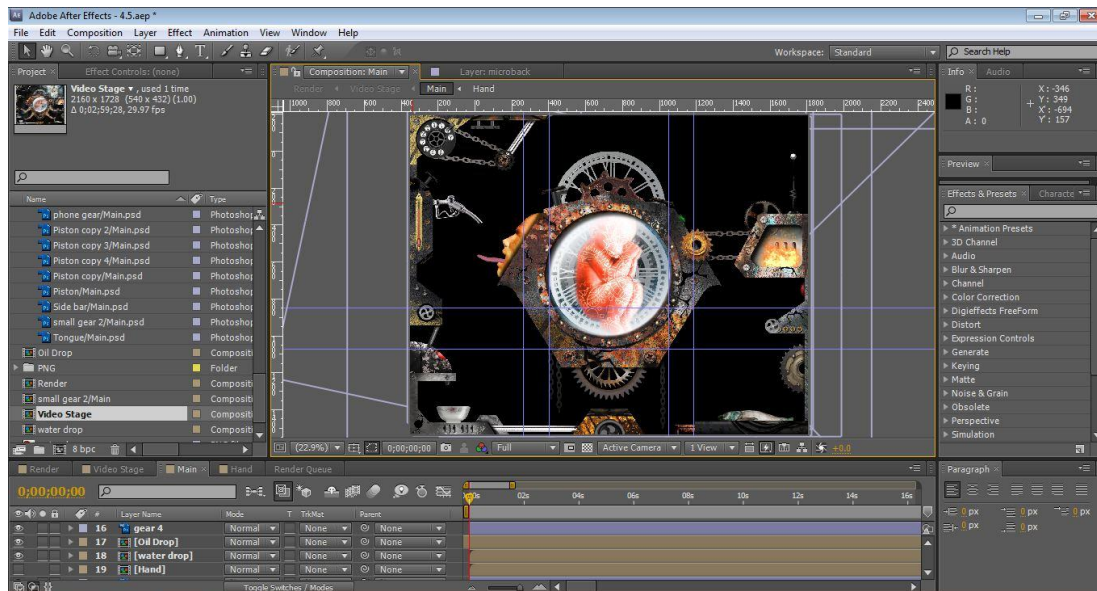 Adobe After Effects - 4.5.aep *
File Edit Composition Layer Effect Animation View Window Help
Workspace: Standard
Search Help
Project
Effect Controls: (none)
Composition: Main
Layer: microback
Info
Audio
Video Stage ▼ , used 1 time
2160 x 1728 (540 x 432) (1.00)
Δ 0;02;59;28, 29.97 fps
Render Video Stage Main Hand
R :
G :
B :
A : 0
X : -346
Y : 349
X' : -694
Y' : 157
Preview
Effects & Presets
Characte
Name
Type
phone gear/Main.psd
Photoshop
Piston copy 2/Main.psd
Photoshop
Piston copy 3/Main.psd
Photoshop
Piston copy 4/Main.psd
Photoshop
Piston copy/Main.psd
Photoshop
Piston/Main.psd
Photoshop
Side bar/Main.psd
Photoshop
small gear 2/Main.psd
Photoshop
Tongue/Main.psd
Photoshop
Oil Drop
Compositi
PNG
Folder
Render
Compositi
small gear 2/Main
Compositi
Video Stage
Compositi
water drop
Compositi
8 bpc
* Animation Presets
3D Channel
Audio
Blur & Sharpen
Channel
Color Correction
Digieffects FreeForm
Distort
Expression Controls
Generate
Keying
Matte
Noise & Grain
Obsolete
Perspective
Simulation
(22.9%) 0;00;00;00 Full Active Camera 1 View +0.0
Render
Video Stage
Main
Hand
Render Queue
Paragraph
0;00;00;00
02s 04s 06s 08s 10s 12s 14s 16s
# Layer Name Mode T TrkMat Parent
16 gear 4 Normal None None
17 [Oil Drop] Normal None None
18 [water drop] Normal None None
19 [Hand] Normal None None
0 px 0 px 0 px
0 px 0 px
Toggle Switches / Modes